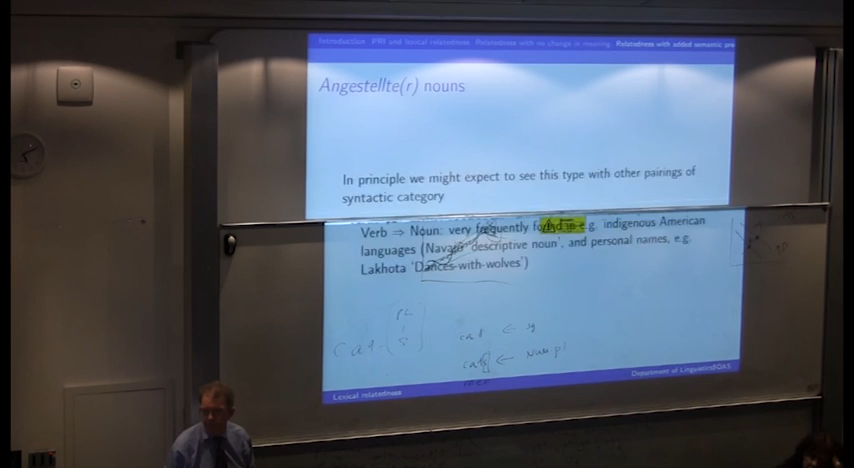 Introduction PRI and lexical relatedness Relatedness with no change in meaning Relatedness with added semantic pre
Angestellte(r) nouns
In principle we might expect to see this type with other pairings of
syntactic category
Verb ⇒ Noun: very frequently found in e.g. indigenous American
languages (Navajo 'descriptive noun', and personal names, e.g.
Lakhota 'Dances-with-wolves')
cat ← sg
cats ←
men
Department of Linguistics SOAS
Lexical relatedness